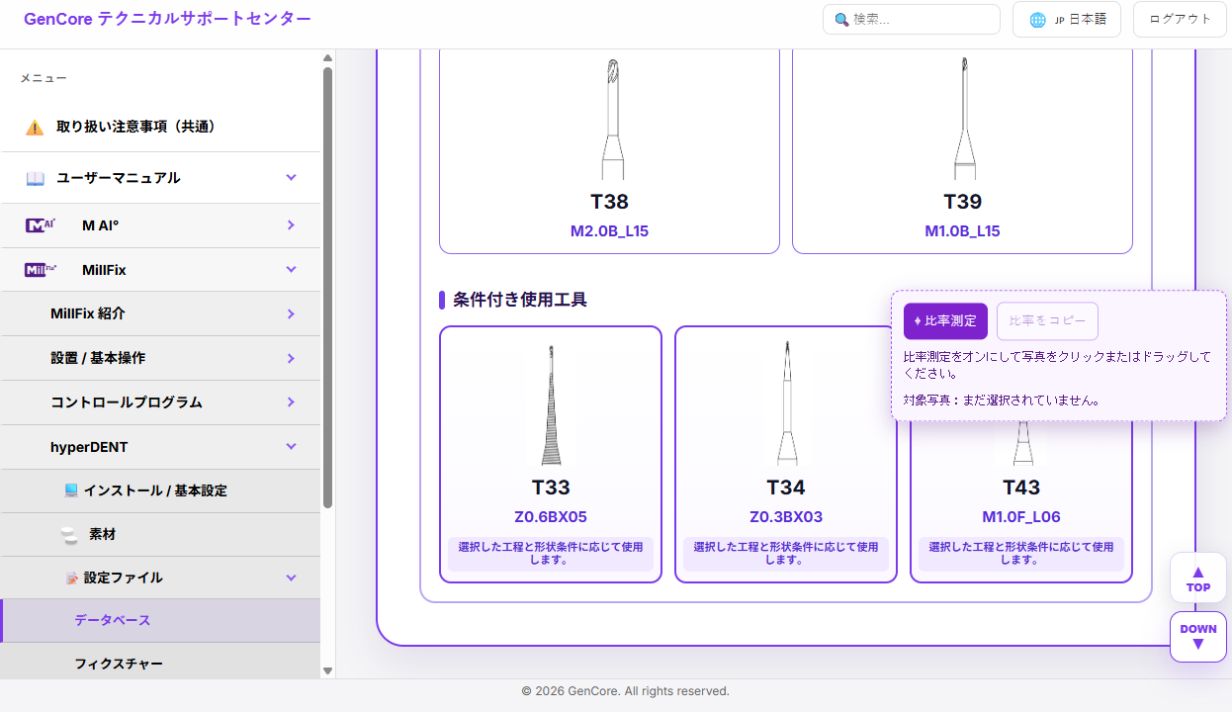 GenCore テクニカルサポートセンター
検索...
JP 日本語
ログアウト
メニュー
取り扱い注意事項（共通）
ユーザーマニュアル
M AI°
M AI°
Mill Fix
MillFix
MillFix 紹介
設置 / 基本操作
コントロールプログラム
hyperDENT
インストール / 基本設定
素材
設定ファイル
データベース
フィクスチャー
T38
M2.0B_L15
T39
M1.0B_L15
条件付き使用工具
T33
Z0.6BX05
選択した工程と形状条件に応じて使用
します。
T34
Z0.3BX03
選択した工程と形状条件に応じて使用
します。
T43
M1.0F_L06
選択した工程と形状条件に応じて使用
します。
比率測定
比率をコピー
比率測定をオンにして写真をクリックまたはドラッグして
ください。
対象写真：まだ選択されていません。
▲
TOP
DOWN
▼
© 2026 GenCore. All rights reserved.